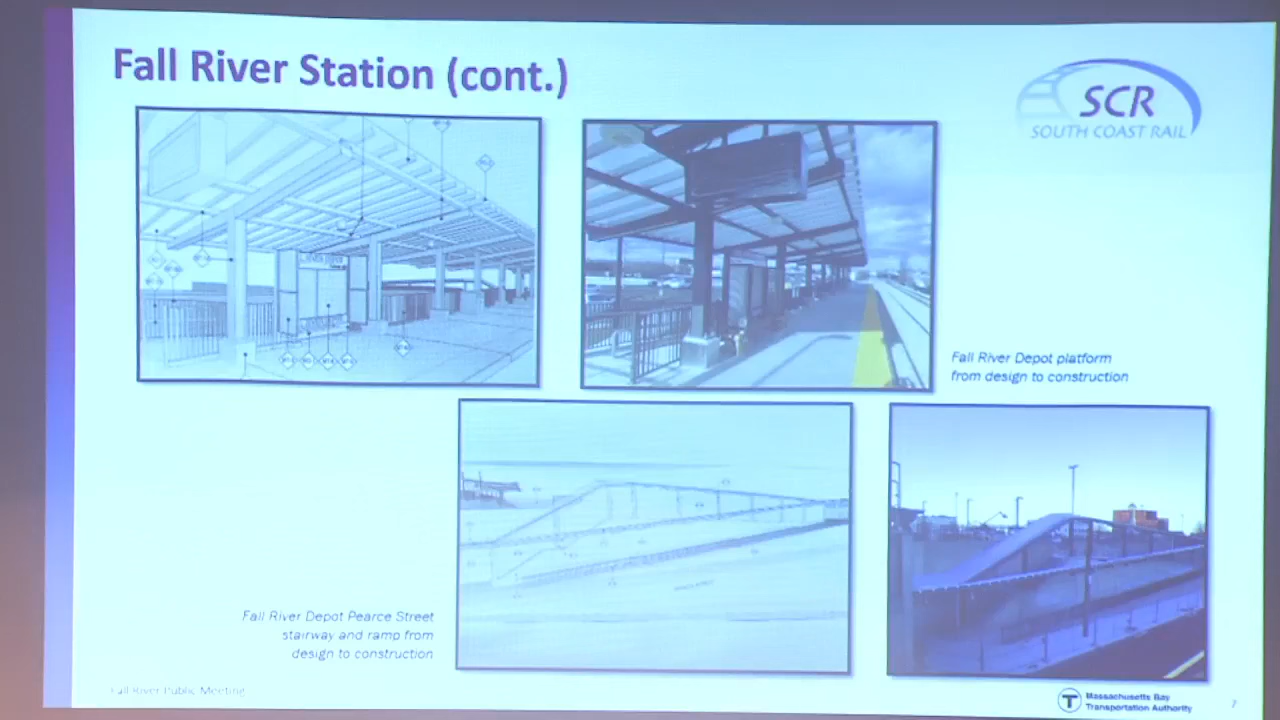 Fall River Station (cont.)
SCR
SOUTH COAST RAIL
Fall River Depot platform
from design to construction
Fall River Depot Pearce Street
stairway and ramp from
design to construction
Fall River Public Meeting
T
Massachusetts Bay
Transportation Authority
7